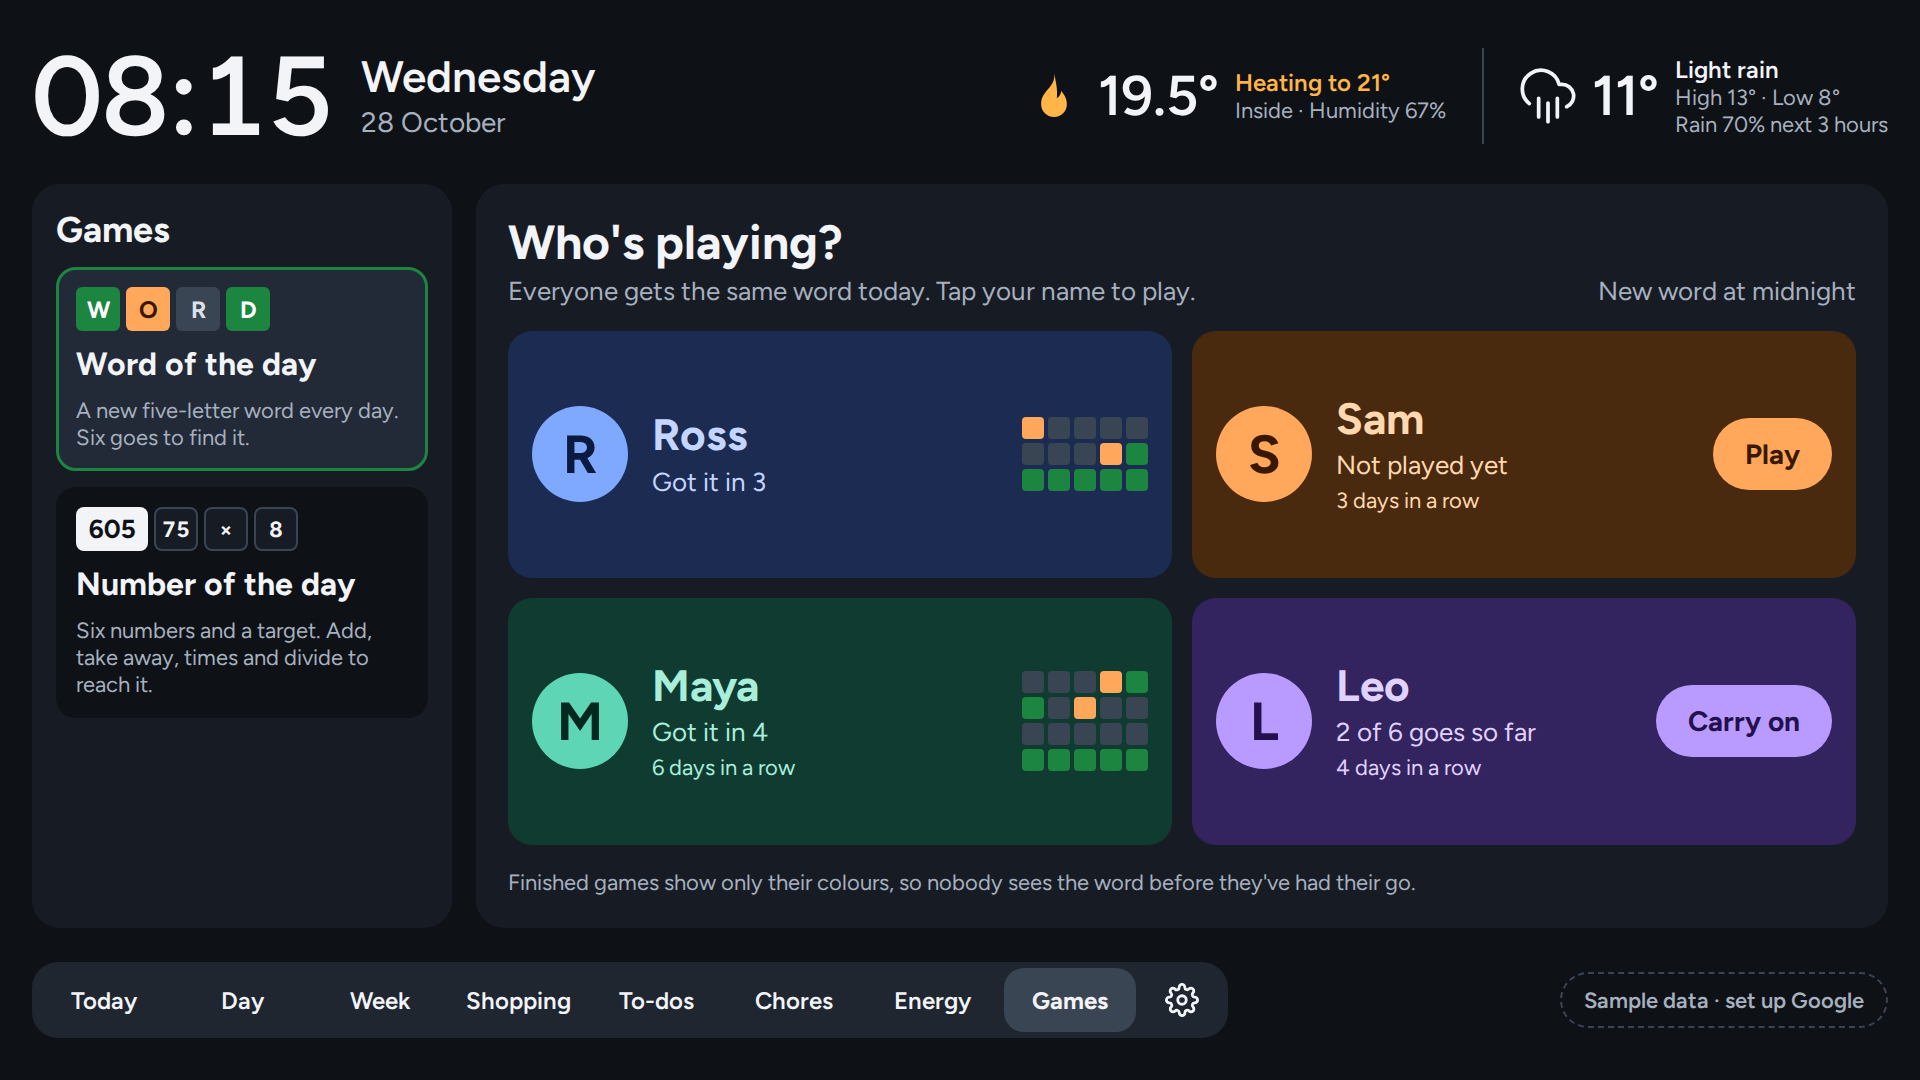 08:15
Wednesday
28 October
19.5°
Heating to 21°
Inside · Humidity 67%
11°
Light rain
High 13° · Low 8°
Rain 70% next 3 hours
Games
W O R D
Word of the day
A new five-letter word every day.
Six goes to find it.
605 75 × 8
Number of the day
Six numbers and a target. Add,
take away, times and divide to
reach it.
Who's playing?
Everyone gets the same word today. Tap your name to play.
New word at midnight
R
Ross
Got it in 3
S
Sam
Not played yet
3 days in a row
Play
M
Maya
Got it in 4
6 days in a row
L
Leo
2 of 6 goes so far
4 days in a row
Carry on
Finished games show only their colours, so nobody sees the word before they've had their go.
Today Day Week Shopping To-dos Chores Energy Games
Sample data · set up Google